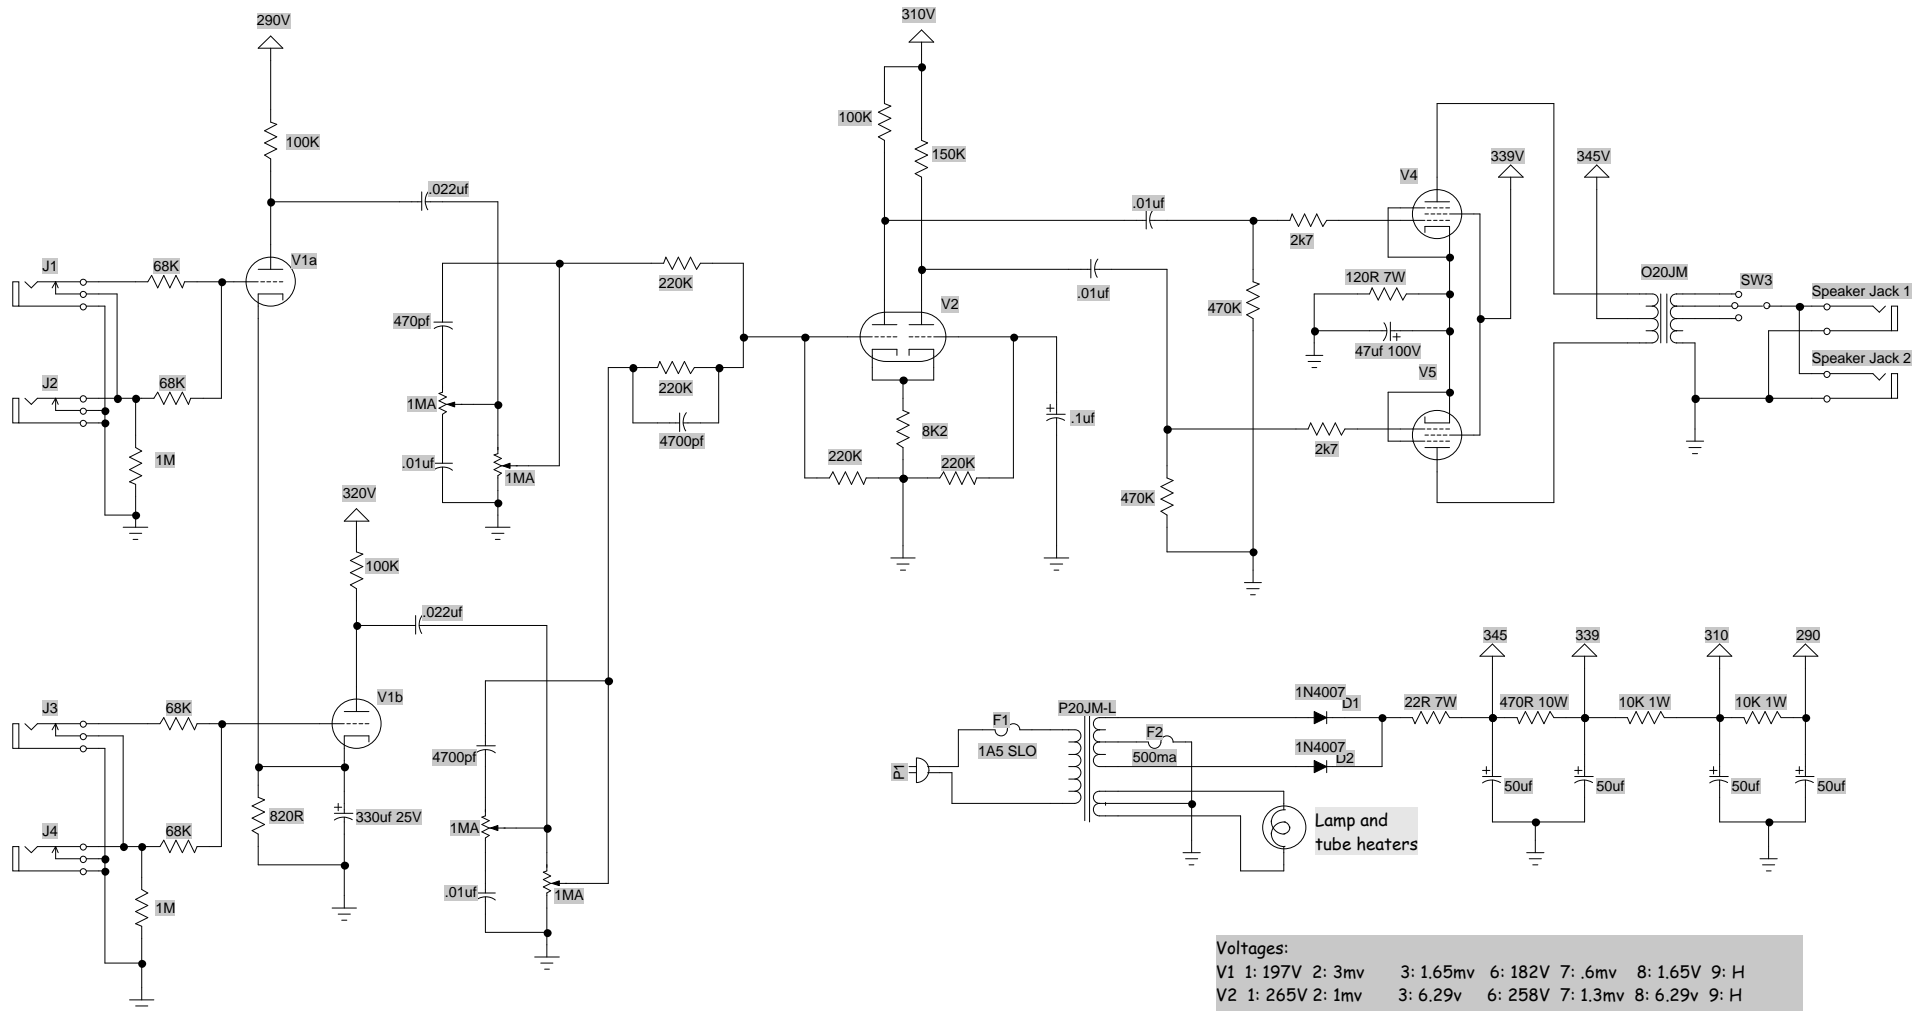 290V
100K
.022uf
V1a
J1
68K
J2
68K
1M
470pf
1MA
.01uf
1MA
220K
220K
4700pf
320V
100K
.022uf
V1b
J3
68K
J4
68K
1M
820R
330uf 25V
4700pf
1MA
.01uf
1MA
310V
100K
150K
V2
8K2
220K
220K
.1uf
.01uf
.01uf
470K
470K
2k7
2k7
V4
339V
345V
120R 7W
47uf 100V
V5
O20JM
SW3
Speaker Jack 1
Speaker Jack 2
P1
F1
1A5 SLO
P20JM-L
F2
500ma
1N4007
D1
1N4007
D2
22R 7W
345
470R 10W
339
10K 1W
310
10K 1W
290
50uf
50uf
50uf
50uf
Lamp and
tube heaters
Voltages:
V1 1: 197V 2: 3mv 3: 1.65mv 6: 182V 7: .6mv 8: 1.65V 9: H
V2 1: 265V 2: 1mv 3: 6.29v 6: 258V 7: 1.3mv 8: 6.29v 9: H